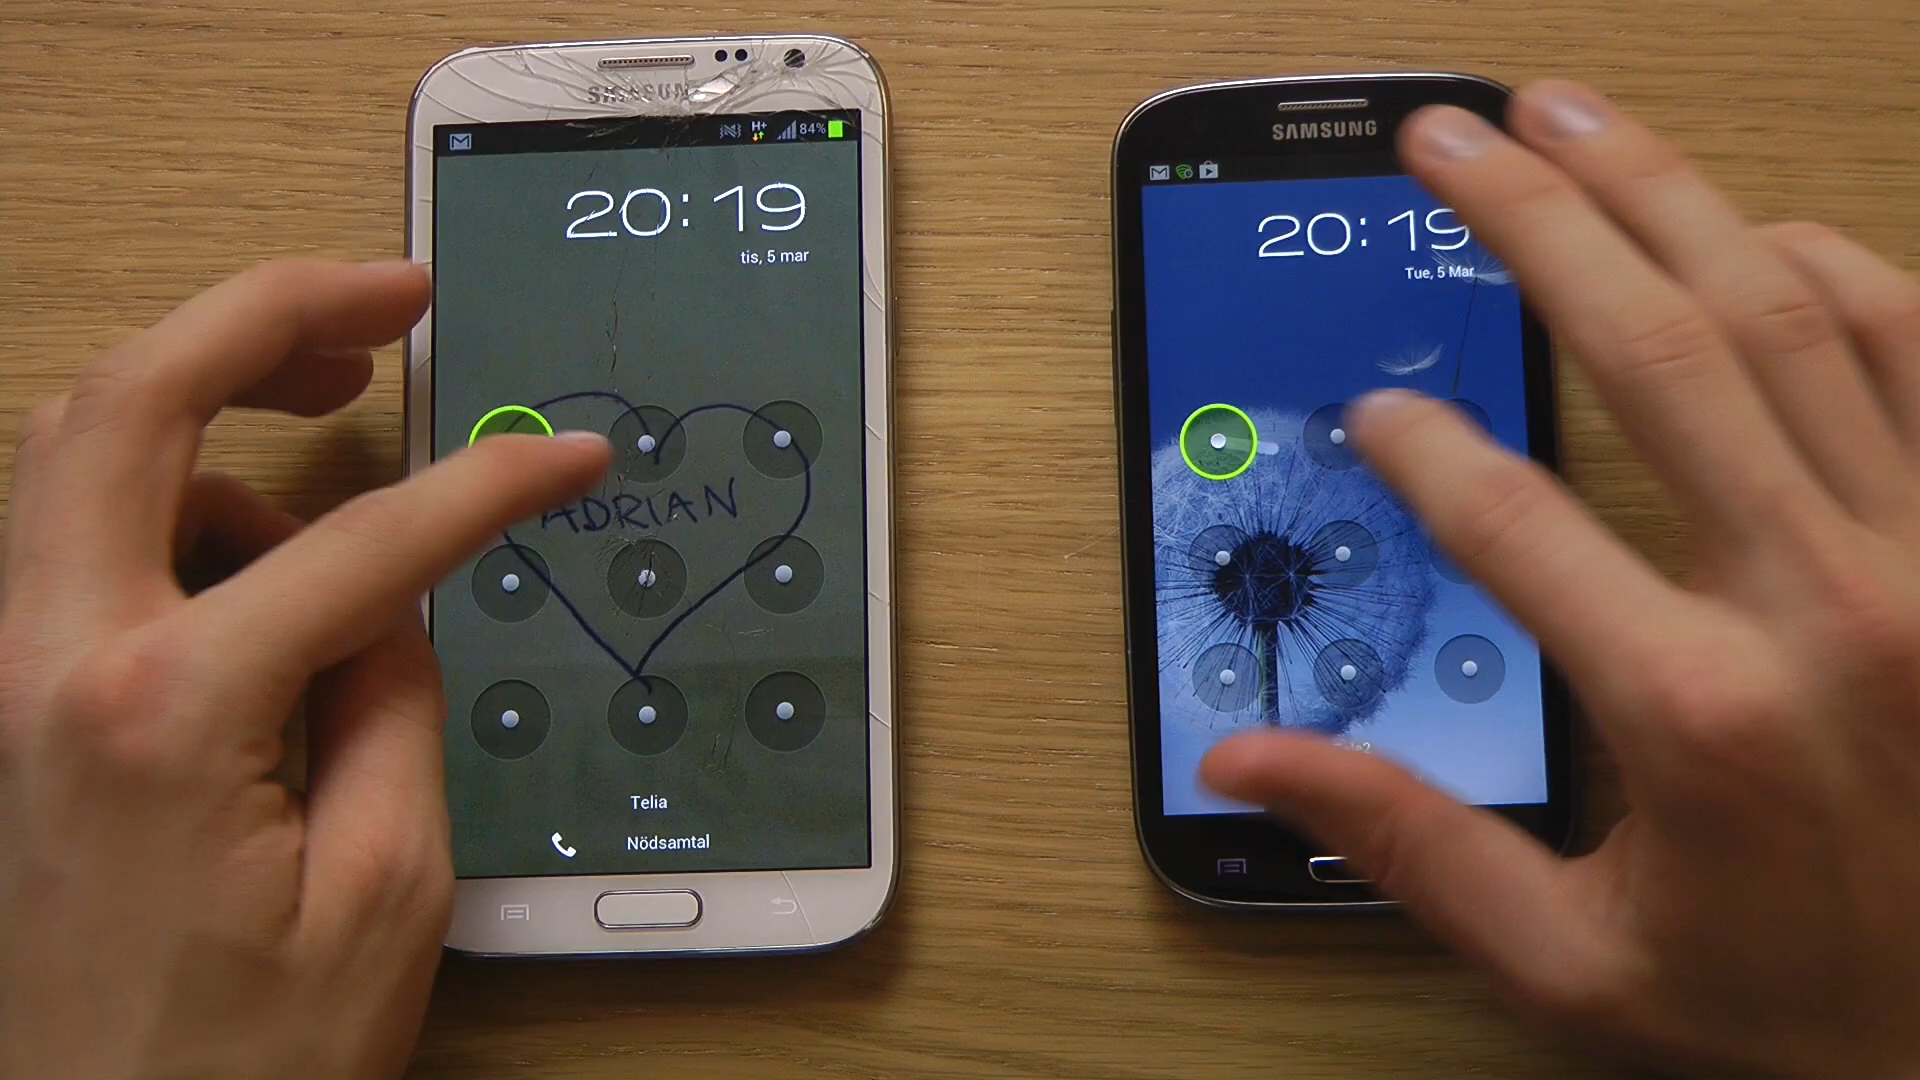 SAMSUNG
H+
84%
20:19
tis, 5 mar
ADRIAN
Telia
Nödsamtal
SAMSUNG
20:19
Tue, 5 Mar